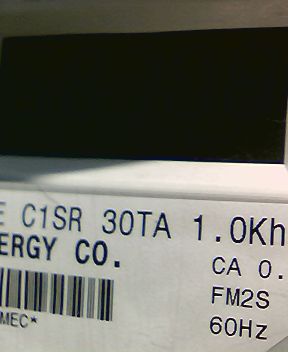 E C1SR 30TA 1.0Kh
ERGY CO.
CA 0.
FM2S
MEC*
60Hz